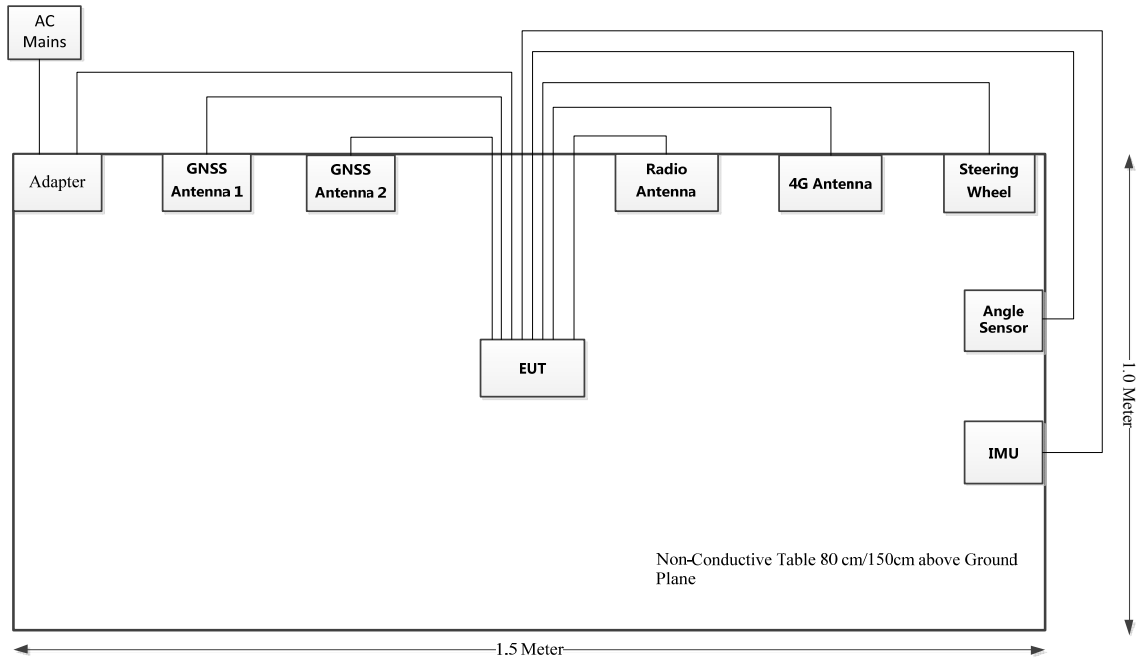 AC
Mains
Adapter
GNSS
Antenna 1
GNSS
Antenna 2
Radio
Antenna
4G Antenna
Steering
Wheel
Angle
Sensor
EUT
IMU
1.0 Meter
Non-Conductive Table 80 cm/150cm above Ground
Plane
1.5 Meter